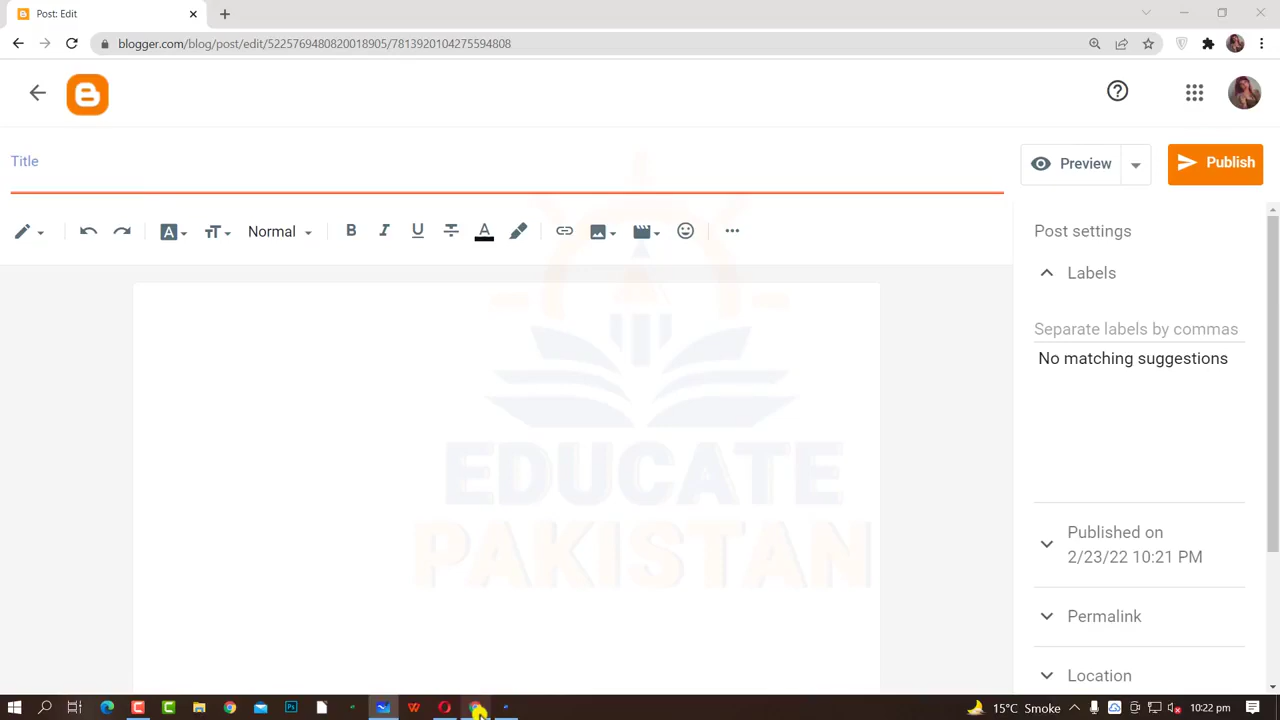 Post: Edit
blogger.com/blog/post/edit/5225769480820018905/7813920104275594808
Title
Preview
Publish
Normal
B I U A
Post settings
Labels
Separate labels by commas
No matching suggestions
EDUCATE
PAKISTAN
Published on
2/23/22 10:21 PM
Permalink
Location
15°C Smoke
10:22 pm